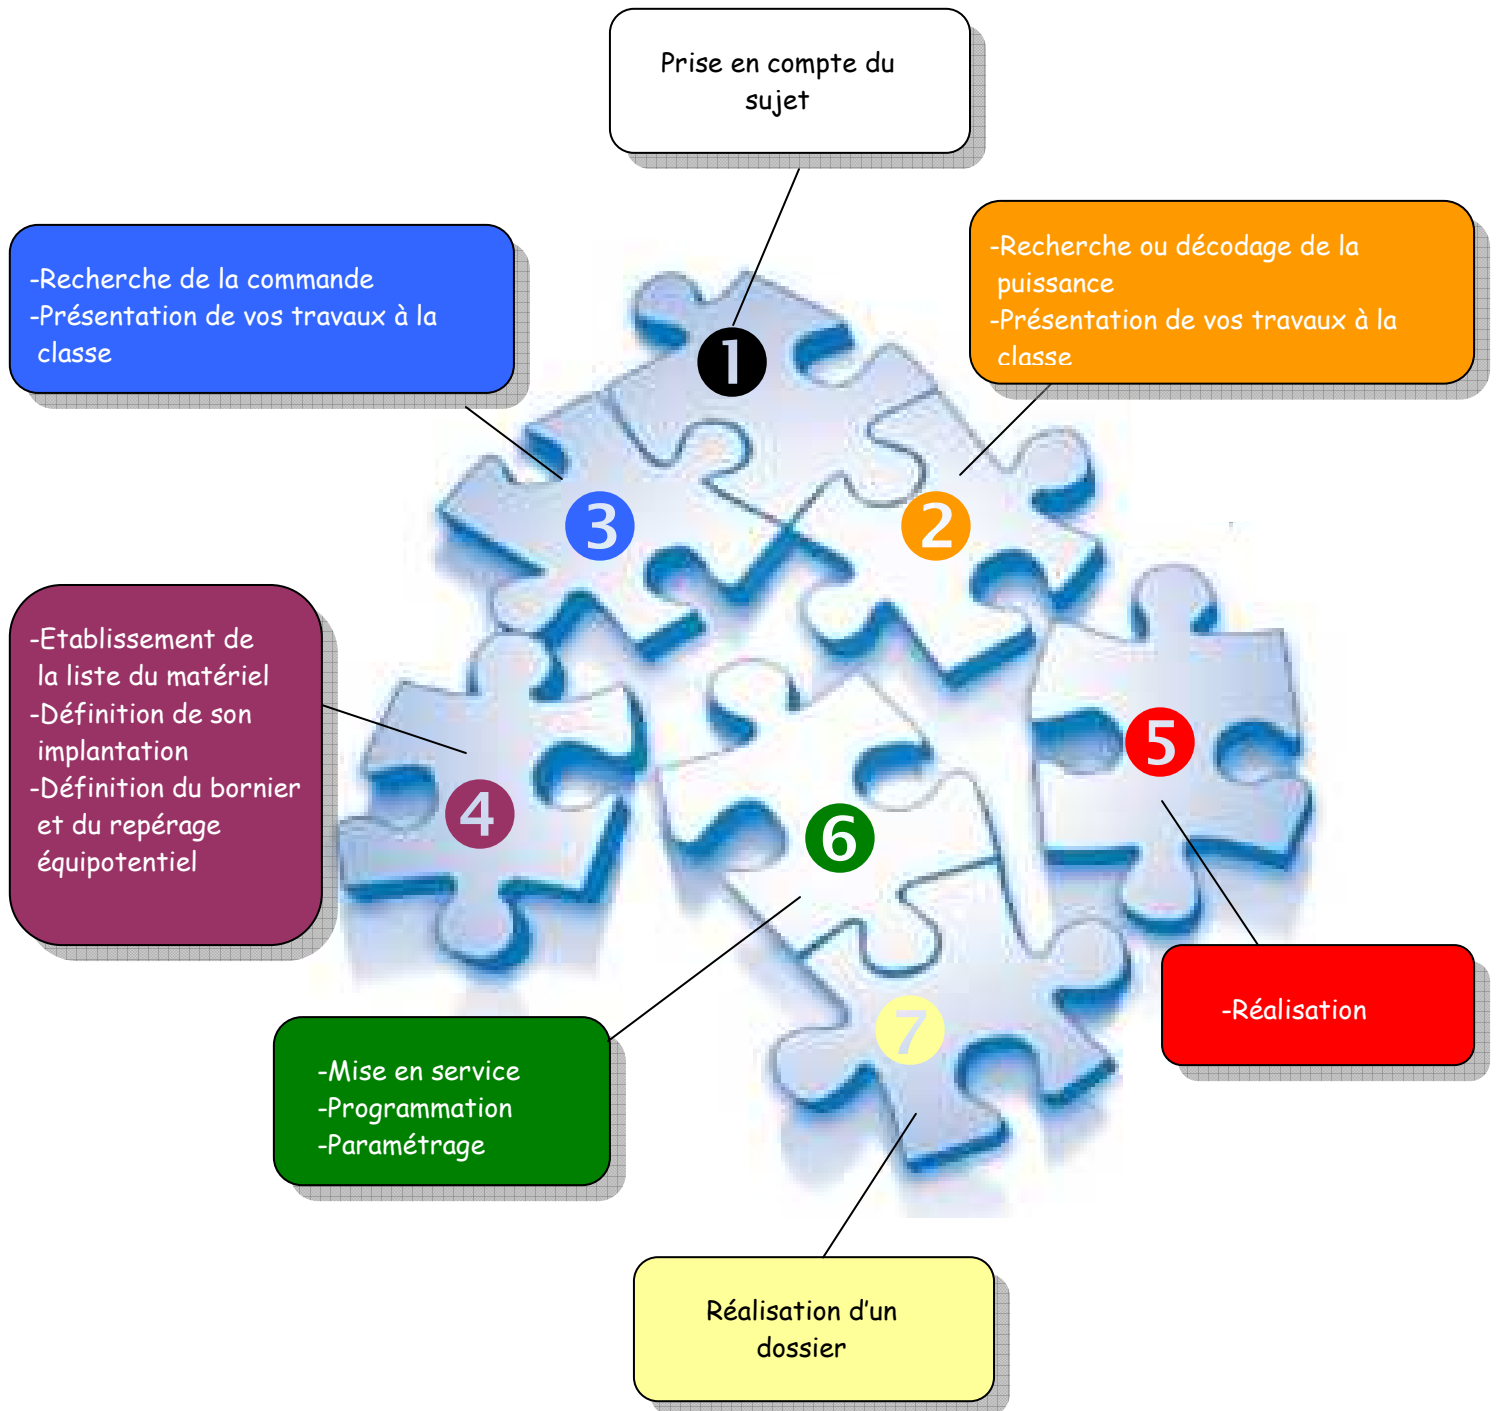 Prise en compte du
sujet
-Recherche de la commande
-Présentation de vos travaux à la
classe
-Recherche ou décodage de la
puissance
-Présentation de vos travaux à la
classe
1
3
2
-Etablissement de
la liste du matériel
-Définition de son
implantation
-Définition du bornier
et du repérage
équipotentiel
4
6
5
-Réalisation
7
-Mise en service
-Programmation
-Paramétrage
Réalisation d'un
dossier